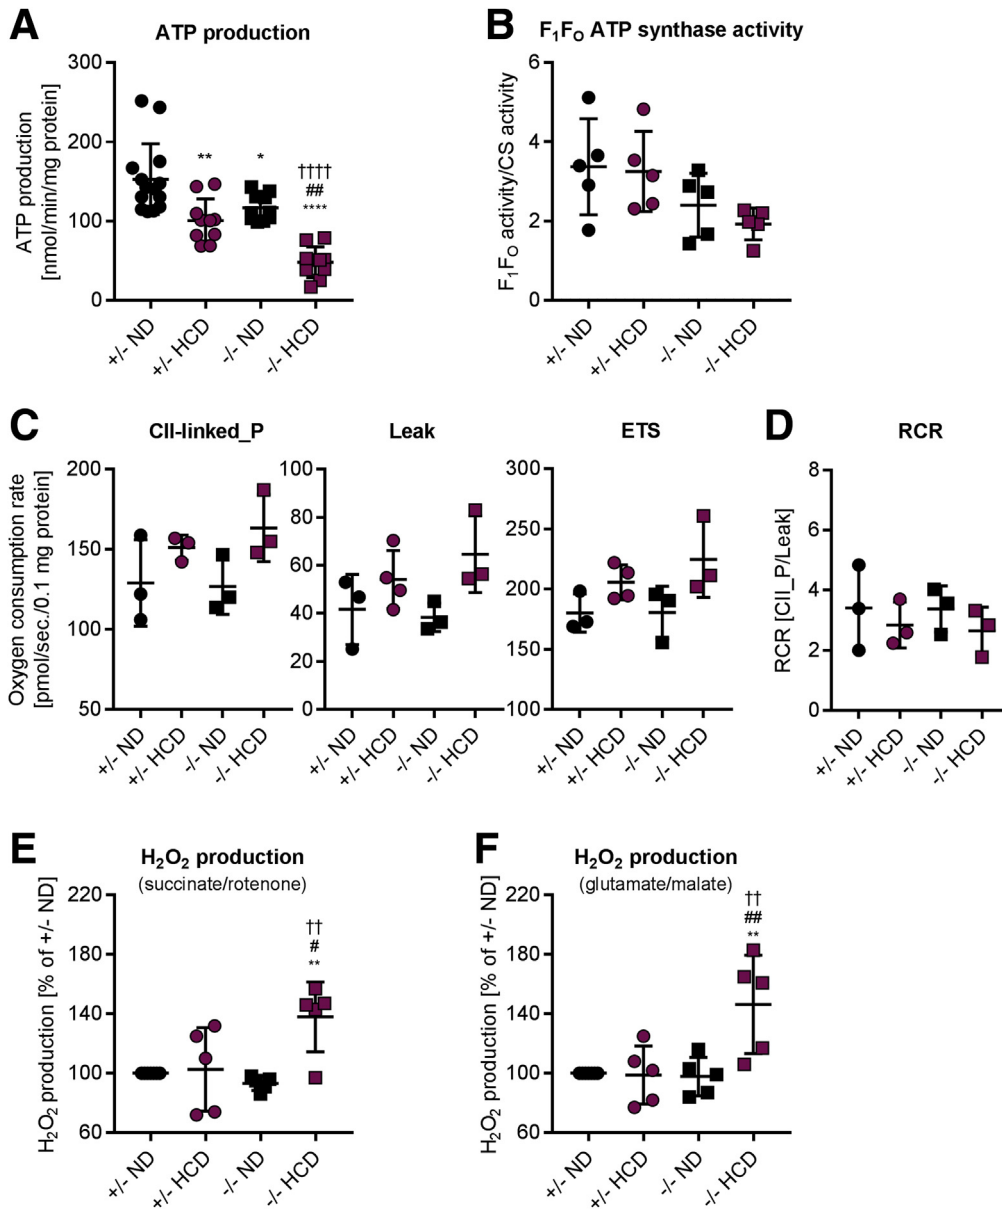 A
ATP production
ATP production
[nmol/min/mg protein]
300
200
100
0
**
*
††††
##
****
+/- ND
+/- HCD
-/- ND
-/- HCD
B
F₁Fₒ ATP synthase activity
F₁Fₒ activity/CS activity
6
4
2
0
+/- ND
+/- HCD
-/- ND
-/- HCD
C
CII-linked_P
Oxygen consumption rate
[pmol/sec./0.1 mg protein]
200
150
100
50
+/- ND
+/- HCD
-/- ND
-/- HCD
Leak
100
80
60
40
20
0
+/- ND
+/- HCD
-/- ND
-/- HCD
ETS
300
250
200
150
100
+/- ND
+/- HCD
-/- ND
-/- HCD
D
RCR
RCR [CII_P/Leak]
8
6
4
2
0
+/- ND
+/- HCD
-/- ND
-/- HCD
E
H₂O₂ production
(succinate/rotenone)
H₂O₂ production [% of +/- ND]
220
180
140
100
60
††
#
**
+/- ND
+/- HCD
-/- ND
-/- HCD
F
H₂O₂ production
(glutamate/malate)
H₂O₂ production [% of +/- ND]
220
180
140
100
60
††
##
**
+/- ND
+/- HCD
-/- ND
-/- HCD